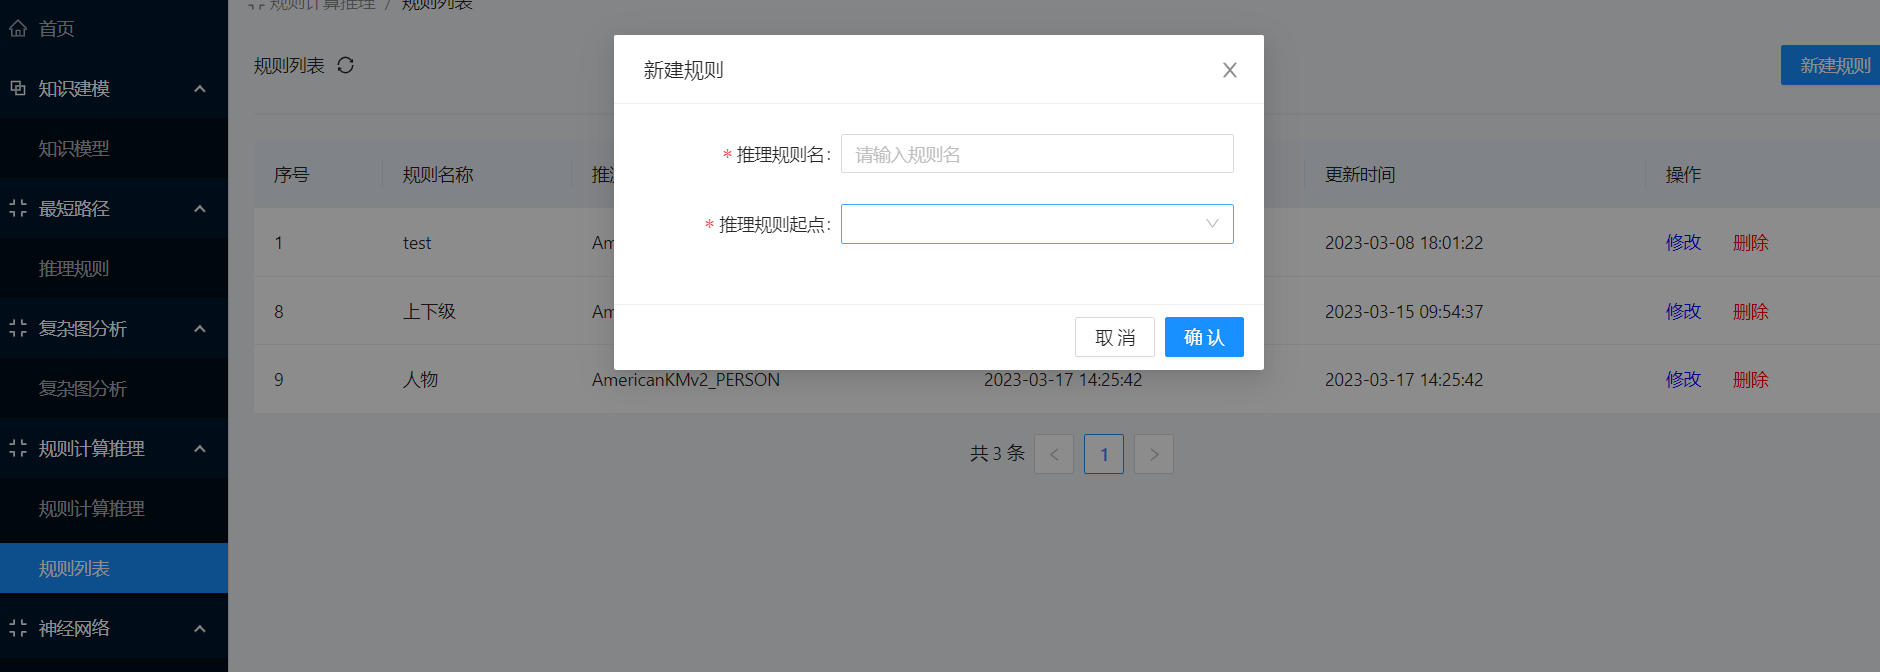 首页
知识建模
知识模型
最短路径
推理规则
复杂图分析
复杂图分析
规则计算推理
规则计算推理
规则列表
神经网络
规则计算推理 / 规则列表
规则列表
新建规则
新建规则
* 推理规则名:
请输入规则名
* 推理规则起点:
取 消
确 认
序号 规则名称 更新时间 操作
1 test Am 2023-03-08 18:01:22 修改 删除
8 上下级 Am 2023-03-15 09:54:37 修改 删除
9 人物 AmericanKMv2_PERSON 2023-03-17 14:25:42 2023-03-17 14:25:42 修改 删除
共 3 条 < 1 >